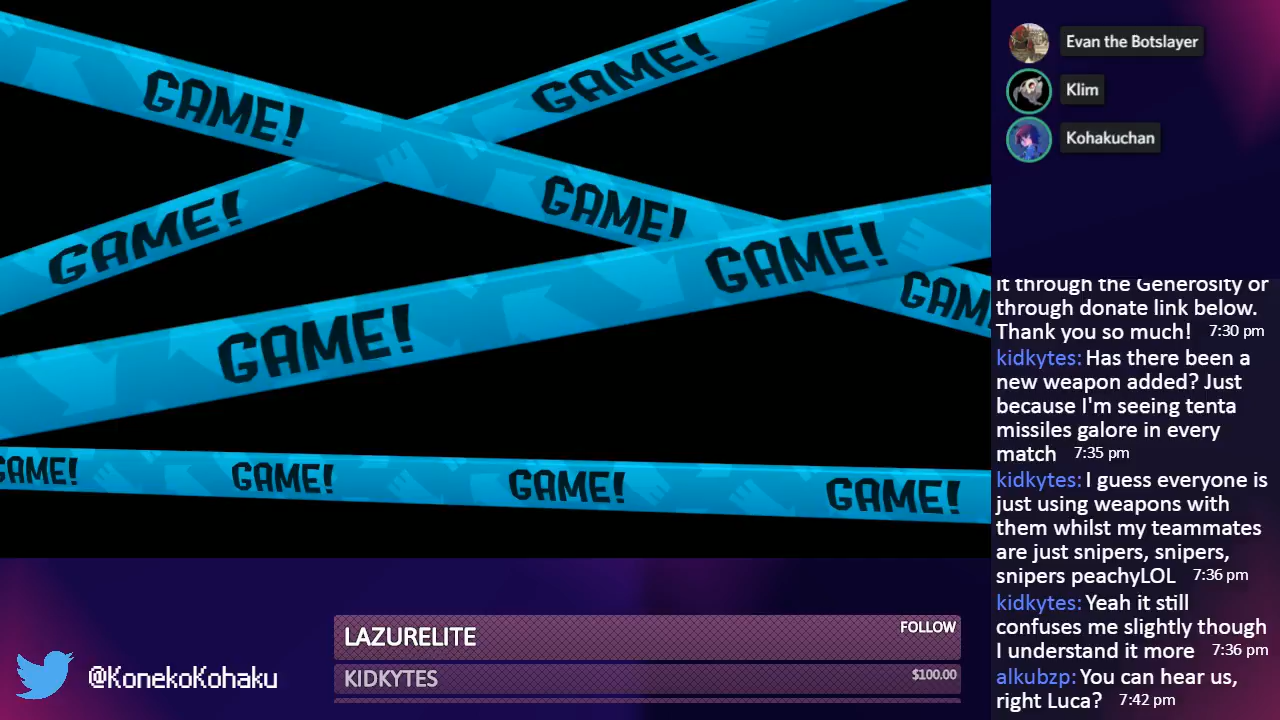 GAME!
GAME!
GAME!
GAME!
GAME!
GAME!
GAM
GAME!
GAME!
GAME!
GAME!
Evan the Botslayer
Klim
Kohakuchan
it through the Generosity or
through donate link below.
Thank you so much! 7:30 pm
kidkytes: Has there been a
new weapon added? Just
because I'm seeing tenta
missiles galore in every
match 7:35 pm
kidkytes: I guess everyone is
just using weapons with
them whilst my teammates
are just snipers, snipers,
snipers peachyLOL 7:36 pm
kidkytes: Yeah it still
confuses me slightly though
I understand it more 7:36 pm
alkubzp: You can hear us,
right Luca? 7:42 pm
LAZURELITE FOLLOW
KIDKYTES $100.00
@KonekoKohaku